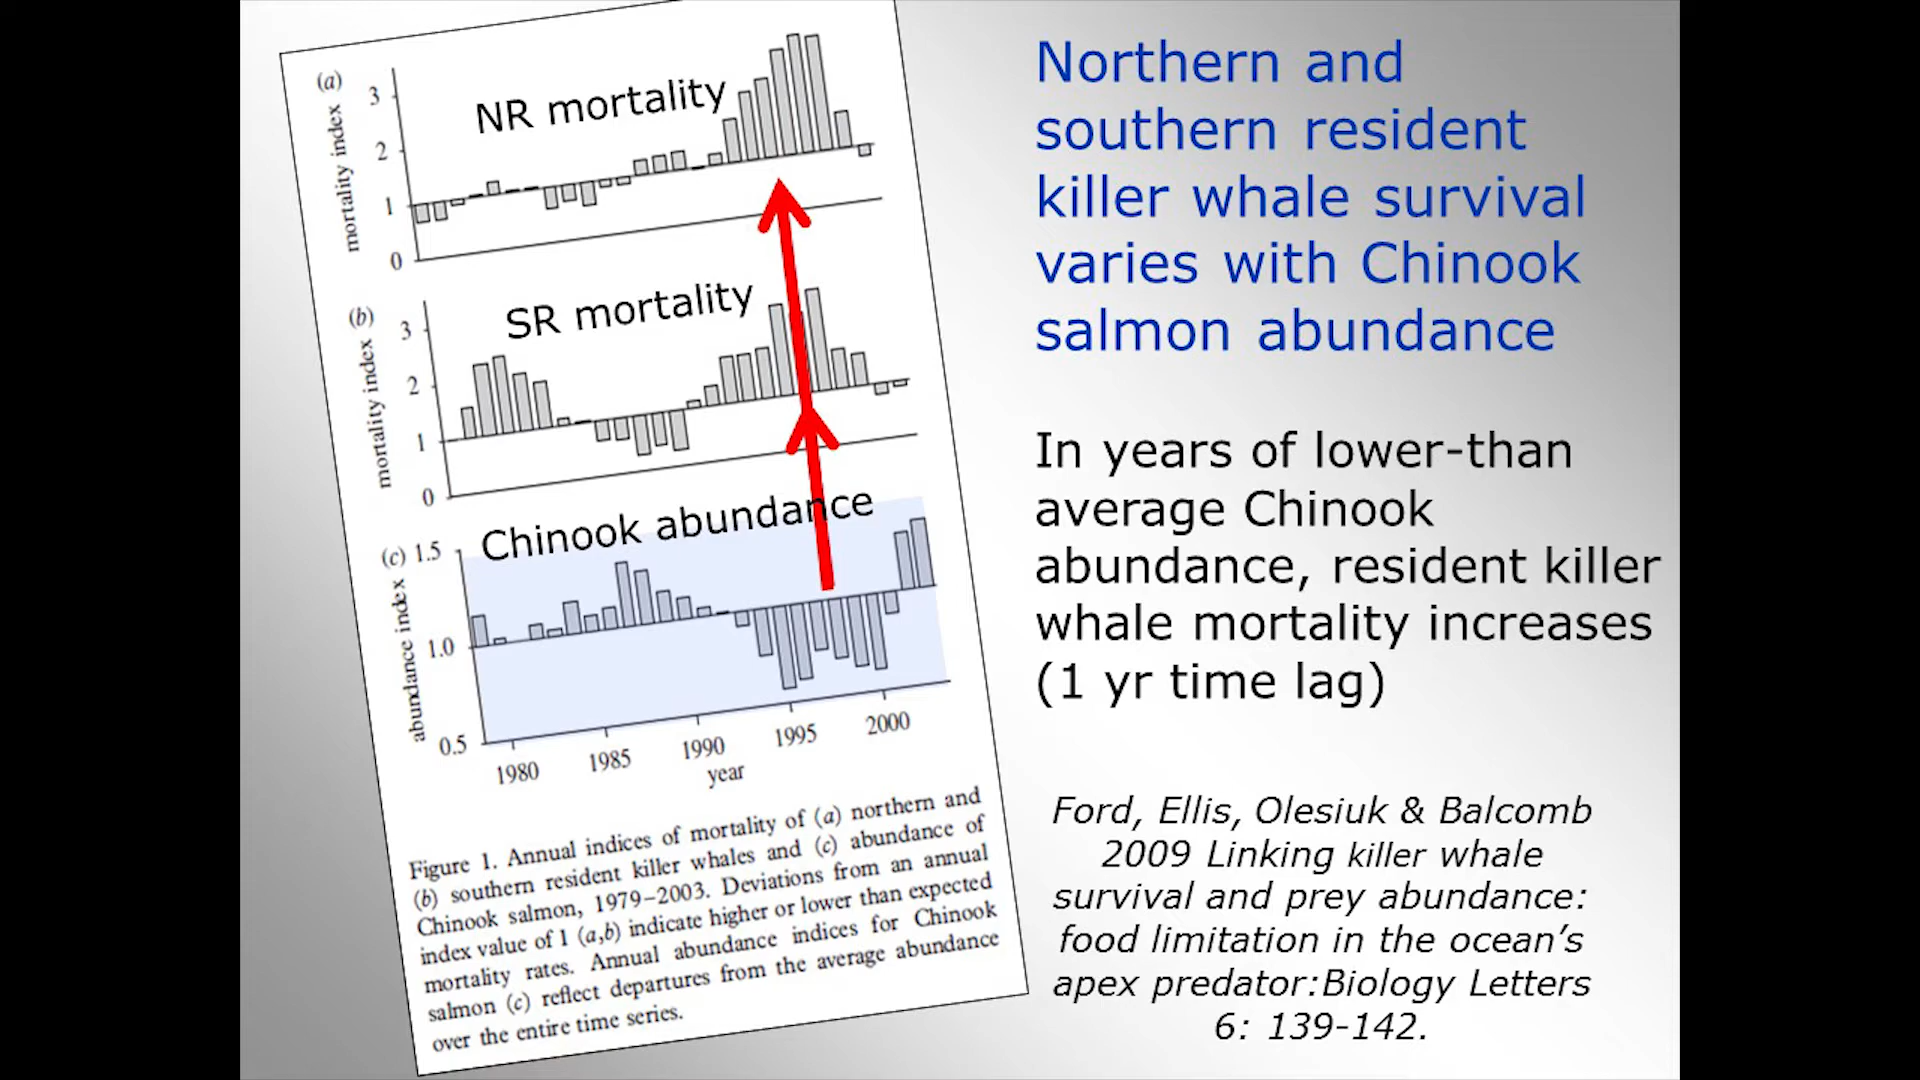 (a)
3
2
1
0
mortality index
NR mortality
(b)
3
2
1
0
mortality index
SR mortality
(c)
1.5
1.0
0.5
abundance index
Chinook abundance
1980
1985
1990
1995
2000
year
Figure 1. Annual indices of mortality of (a) northern and
(b) southern resident killer whales and (c) abundance of
Chinook salmon, 1979–2003. Deviations from an annual
index value of 1 (a,b) indicate higher or lower than expected
mortality rates. Annual abundance indices for Chinook
salmon (c) reflect departures from the average abundance
over the entire time series.
Northern and
southern resident
killer whale survival
varies with Chinook
salmon abundance
In years of lower-than
average Chinook
abundance, resident killer
whale mortality increases
(1 yr time lag)
Ford, Ellis, Olesiuk & Balcomb
2009 Linking killer whale
survival and prey abundance:
food limitation in the ocean’s
apex predator:Biology Letters
6: 139-142.